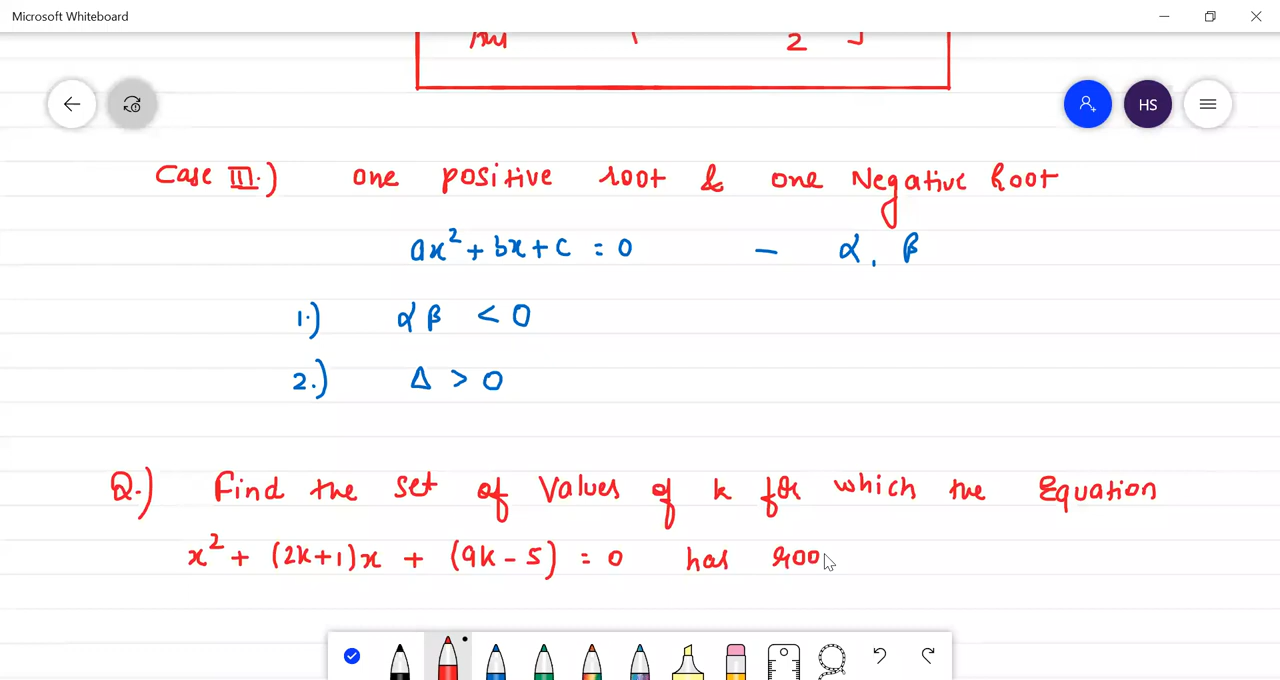 Microsoft Whiteboard
2
HS
Case III.) one positive root & one Negative Root
ax² + bx + c = 0 — α, β
1.) αβ < 0
2.) Δ > 0
Q.) Find the set of Values of k for which the Equation
x² + (2k+1)x + (9k-5) = 0 has roo